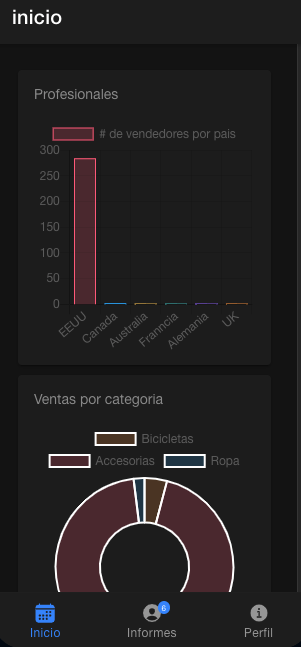 inicio
Profesionales
# de vendedores por pais
300
250
200
150
100
50
0
EEUU
Canada
Australia
Franncia
Alemania
UK
Ventas por categoria
Bicicletas
Accesorias
Ropa
6
Inicio
Informes
Perfil